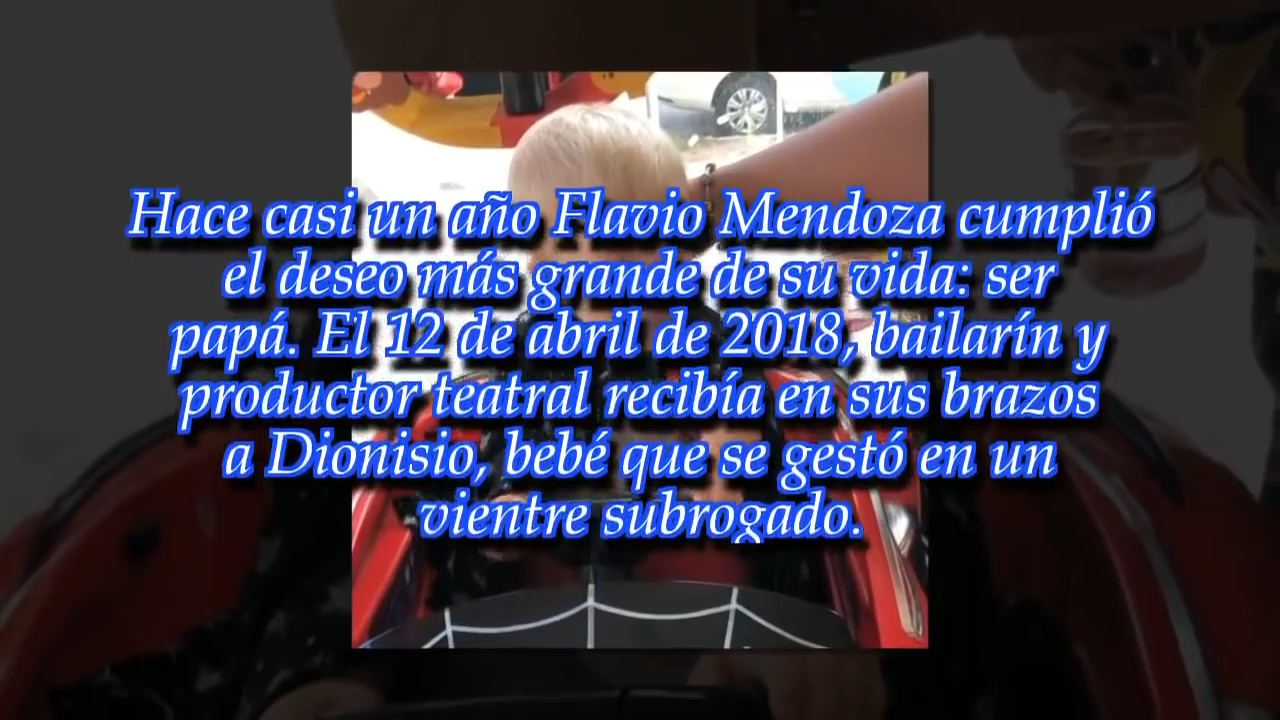 Hace casi un año Flavio Mendoza cumplió
el deseo más grande de su vida: ser
papá. El 12 de abril de 2018, bailarín y
productor teatral recibía en sus brazos
a Dionisio, bebé que se gestó en un
vientre subrogado.